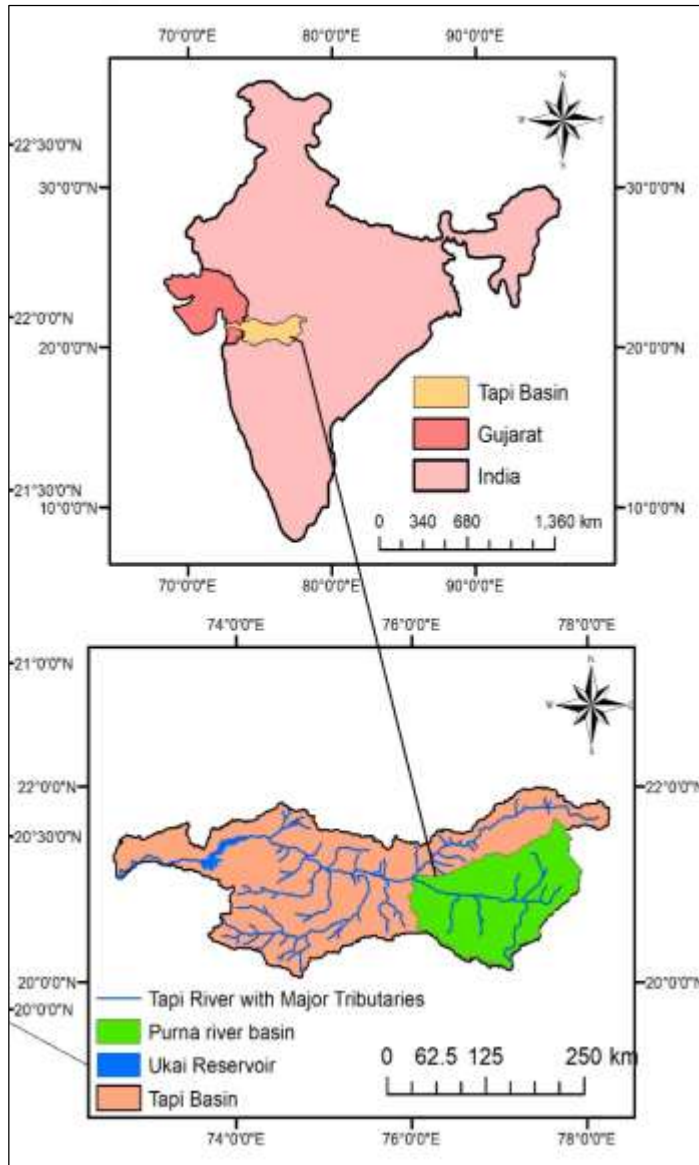 70°0'0"E 80°0'0"E 90°0'0"E
N
W E
S
22°30'0"N
30°0'0"N 30°0'0"N
22°0'0"N
20°0'0"N 20°0'0"N
Tapi Basin
Gujarat
India
21°30'0"N
10°0'0"N 10°0'0"N
0 340 680 1,360 km
70°0'0"E 80°0'0"E 90°0'0"E
74°0'0"E 76°0'0"E 78°0'0"E
21°0'0"N
N
W
S
22°0'0"N 22°0'0"N
20°30'0"N
20°0'0"N 20°0'0"N
Tapi River with Major Tributaries
20°0'0"N
Purna river basin
Ukai Reservoir
Tapi Basin
0 62.5 125 250 km
74°0'0"E 76°0'0"E 78°0'0"E